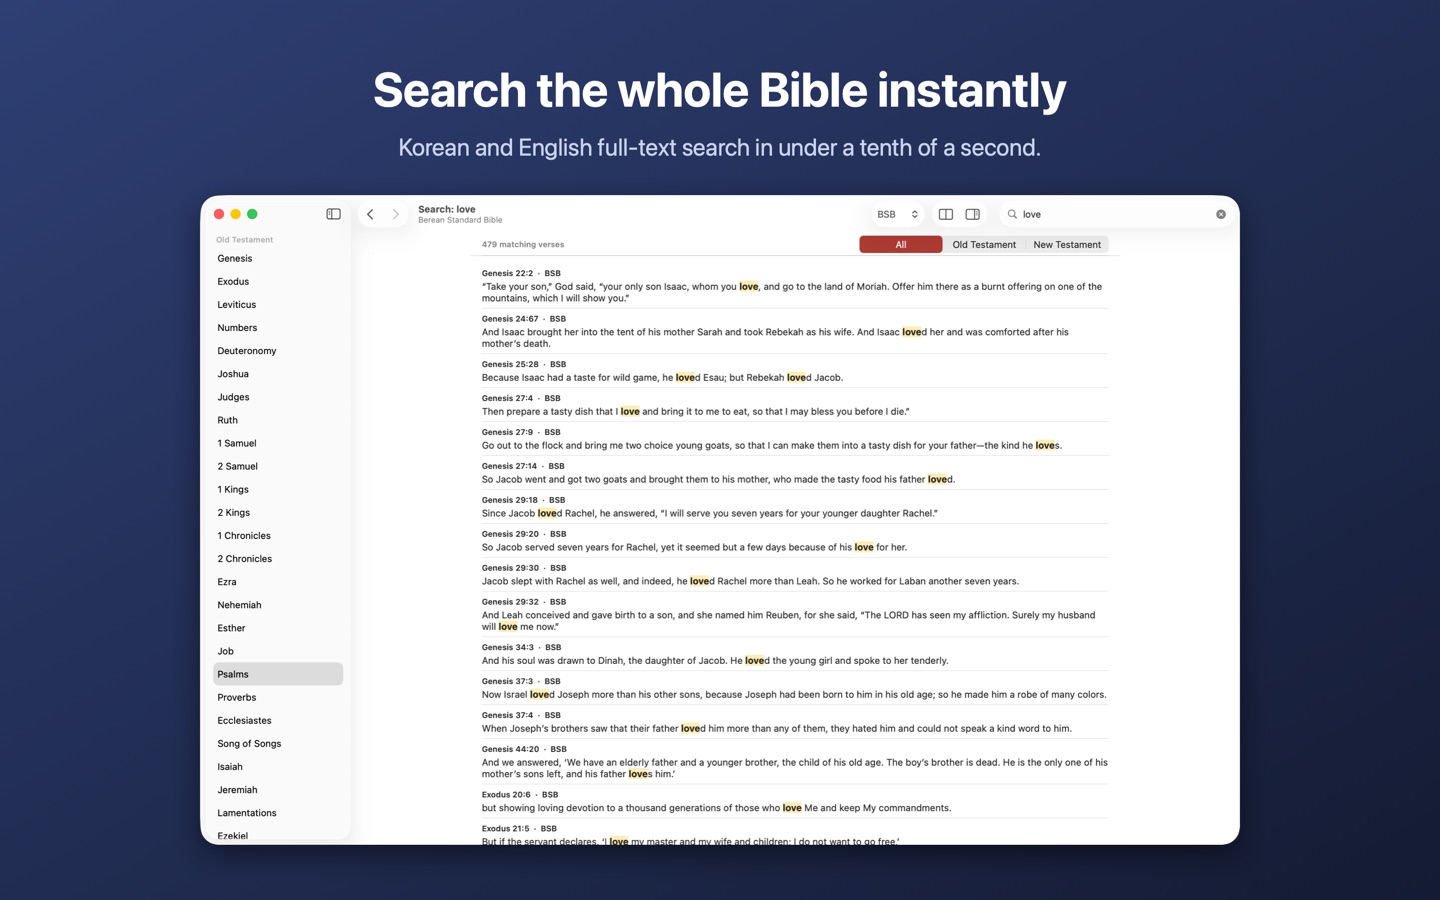 Search the whole Bible instantly
Korean and English full-text search in under a tenth of a second.
Search: love
Berean Standard Bible
BSB
love
Old Testament
Genesis
Exodus
Leviticus
Numbers
Deuteronomy
Joshua
Judges
Ruth
1 Samuel
2 Samuel
1 Kings
2 Kings
1 Chronicles
2 Chronicles
Ezra
Nehemiah
Esther
Job
Psalms
Proverbs
Ecclesiastes
Song of Songs
Isaiah
Jeremiah
Lamentations
Ezekiel
479 matching verses
All
Old Testament
New Testament
Genesis 22:2 · BSB
“Take your son,” God said, “your only son Isaac, whom you love, and go to the land of Moriah. Offer him there as a burnt offering on one of the
mountains, which I will show you.”
Genesis 24:67 · BSB
And Isaac brought her into the tent of his mother Sarah and took Rebekah as his wife. And Isaac loved her and was comforted after his
mother’s death.
Genesis 25:28 · BSB
Because Isaac had a taste for wild game, he loved Esau; but Rebekah loved Jacob.
Genesis 27:4 · BSB
Then prepare a tasty dish that I love and bring it to me to eat, so that I may bless you before I die.”
Genesis 27:9 · BSB
Go out to the flock and bring me two choice young goats, so that I can make them into a tasty dish for your father—the kind he loves.
Genesis 27:14 · BSB
So Jacob went and got two goats and brought them to his mother, who made the tasty food his father loved.
Genesis 29:18 · BSB
Since Jacob loved Rachel, he answered, “I will serve you seven years for your younger daughter Rachel.”
Genesis 29:20 · BSB
So Jacob served seven years for Rachel, yet it seemed but a few days because of his love for her.
Genesis 29:30 · BSB
Jacob slept with Rachel as well, and indeed, he loved Rachel more than Leah. So he worked for Laban another seven years.
Genesis 29:32 · BSB
And Leah conceived and gave birth to a son, and she named him Reuben, for she said, “The LORD has seen my affliction. Surely my husband
will love me now.”
Genesis 34:3 · BSB
And his soul was drawn to Dinah, the daughter of Jacob. He loved the young girl and spoke to her tenderly.
Genesis 37:3 · BSB
Now Israel loved Joseph more than his other sons, because Joseph had been born to him in his old age; so he made him a robe of many colors.
Genesis 37:4 · BSB
When Joseph’s brothers saw that their father loved him more than any of them, they hated him and could not speak a kind word to him.
Genesis 44:20 · BSB
And we answered, ‘We have an elderly father and a younger brother, the child of his old age. The boy’s brother is dead. He is the only one of his
mother’s sons left, and his father loves him.’
Exodus 20:6 · BSB
but showing loving devotion to a thousand generations of those who love Me and keep My commandments.
Exodus 21:5 · BSB
But if the servant declares, ‘I love my master and my wife and children; I do not want to go free,’